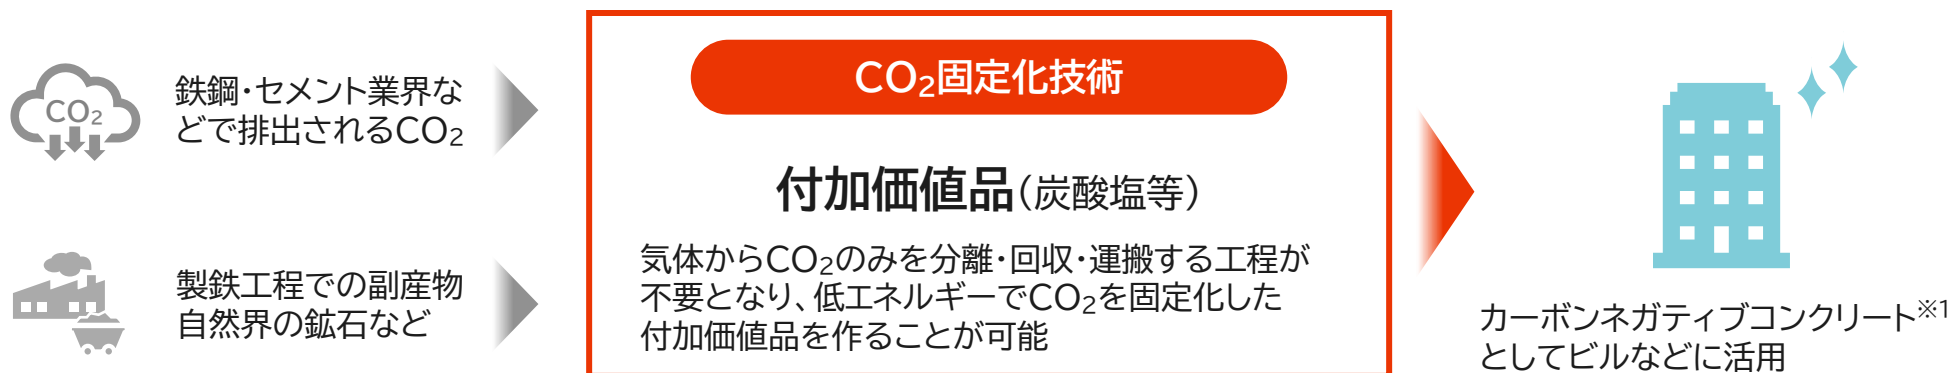 CO₂
鉄鋼・セメント業界な
どで排出されるCO₂
製鉄工程での副産物
自然界の鉱石など
CO₂固定化技術
付加価値品(炭酸塩等)
気体からCO₂のみを分離・回収・運搬する工程が
不要となり、低エネルギーでCO₂を固定化した
付加価値品を作ることが可能
カーボンネガティブコンクリート※1
としてビルなどに活用